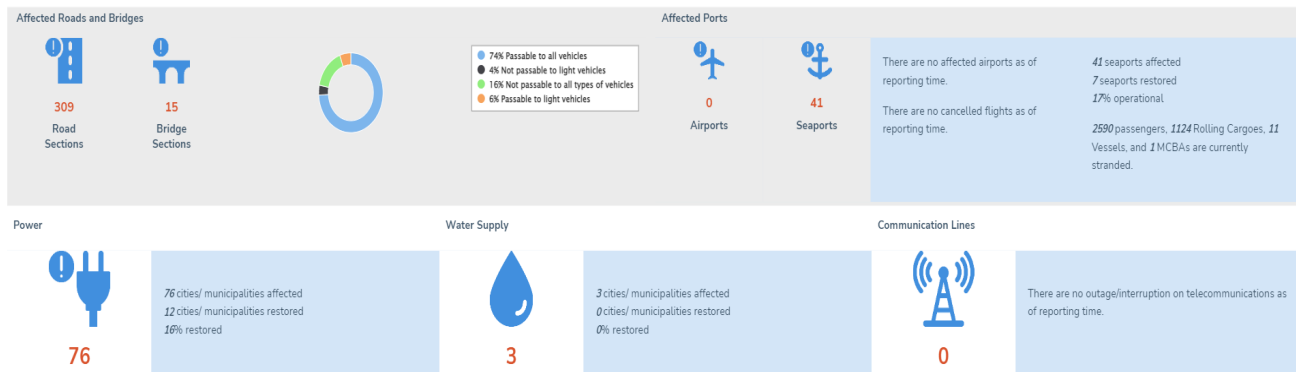 Affected Roads and Bridges
309
Road
Sections
15
Bridge
Sections
74% Passable to all vehicles
4% Not passable to light vehicles
16% Not passable to all types of vehicles
6% Passable to light vehicles
Affected Ports
0
Airports
41
Seaports
There are no affected airports as of
reporting time.
There are no cancelled flights as of
reporting time.
41 seaports affected
7 seaports restored
17% operational
2590 passengers, 1124 Rolling Cargoes, 11
Vessels, and 1 MCBAs are currently
stranded.
Power
76
76 cities/ municipalities affected
12 cities/ municipalities restored
16% restored
Water Supply
3
3 cities/ municipalities affected
0 cities/ municipalities restored
0% restored
Communication Lines
0
There are no outage/interruption on telecommunications as
of reporting time.